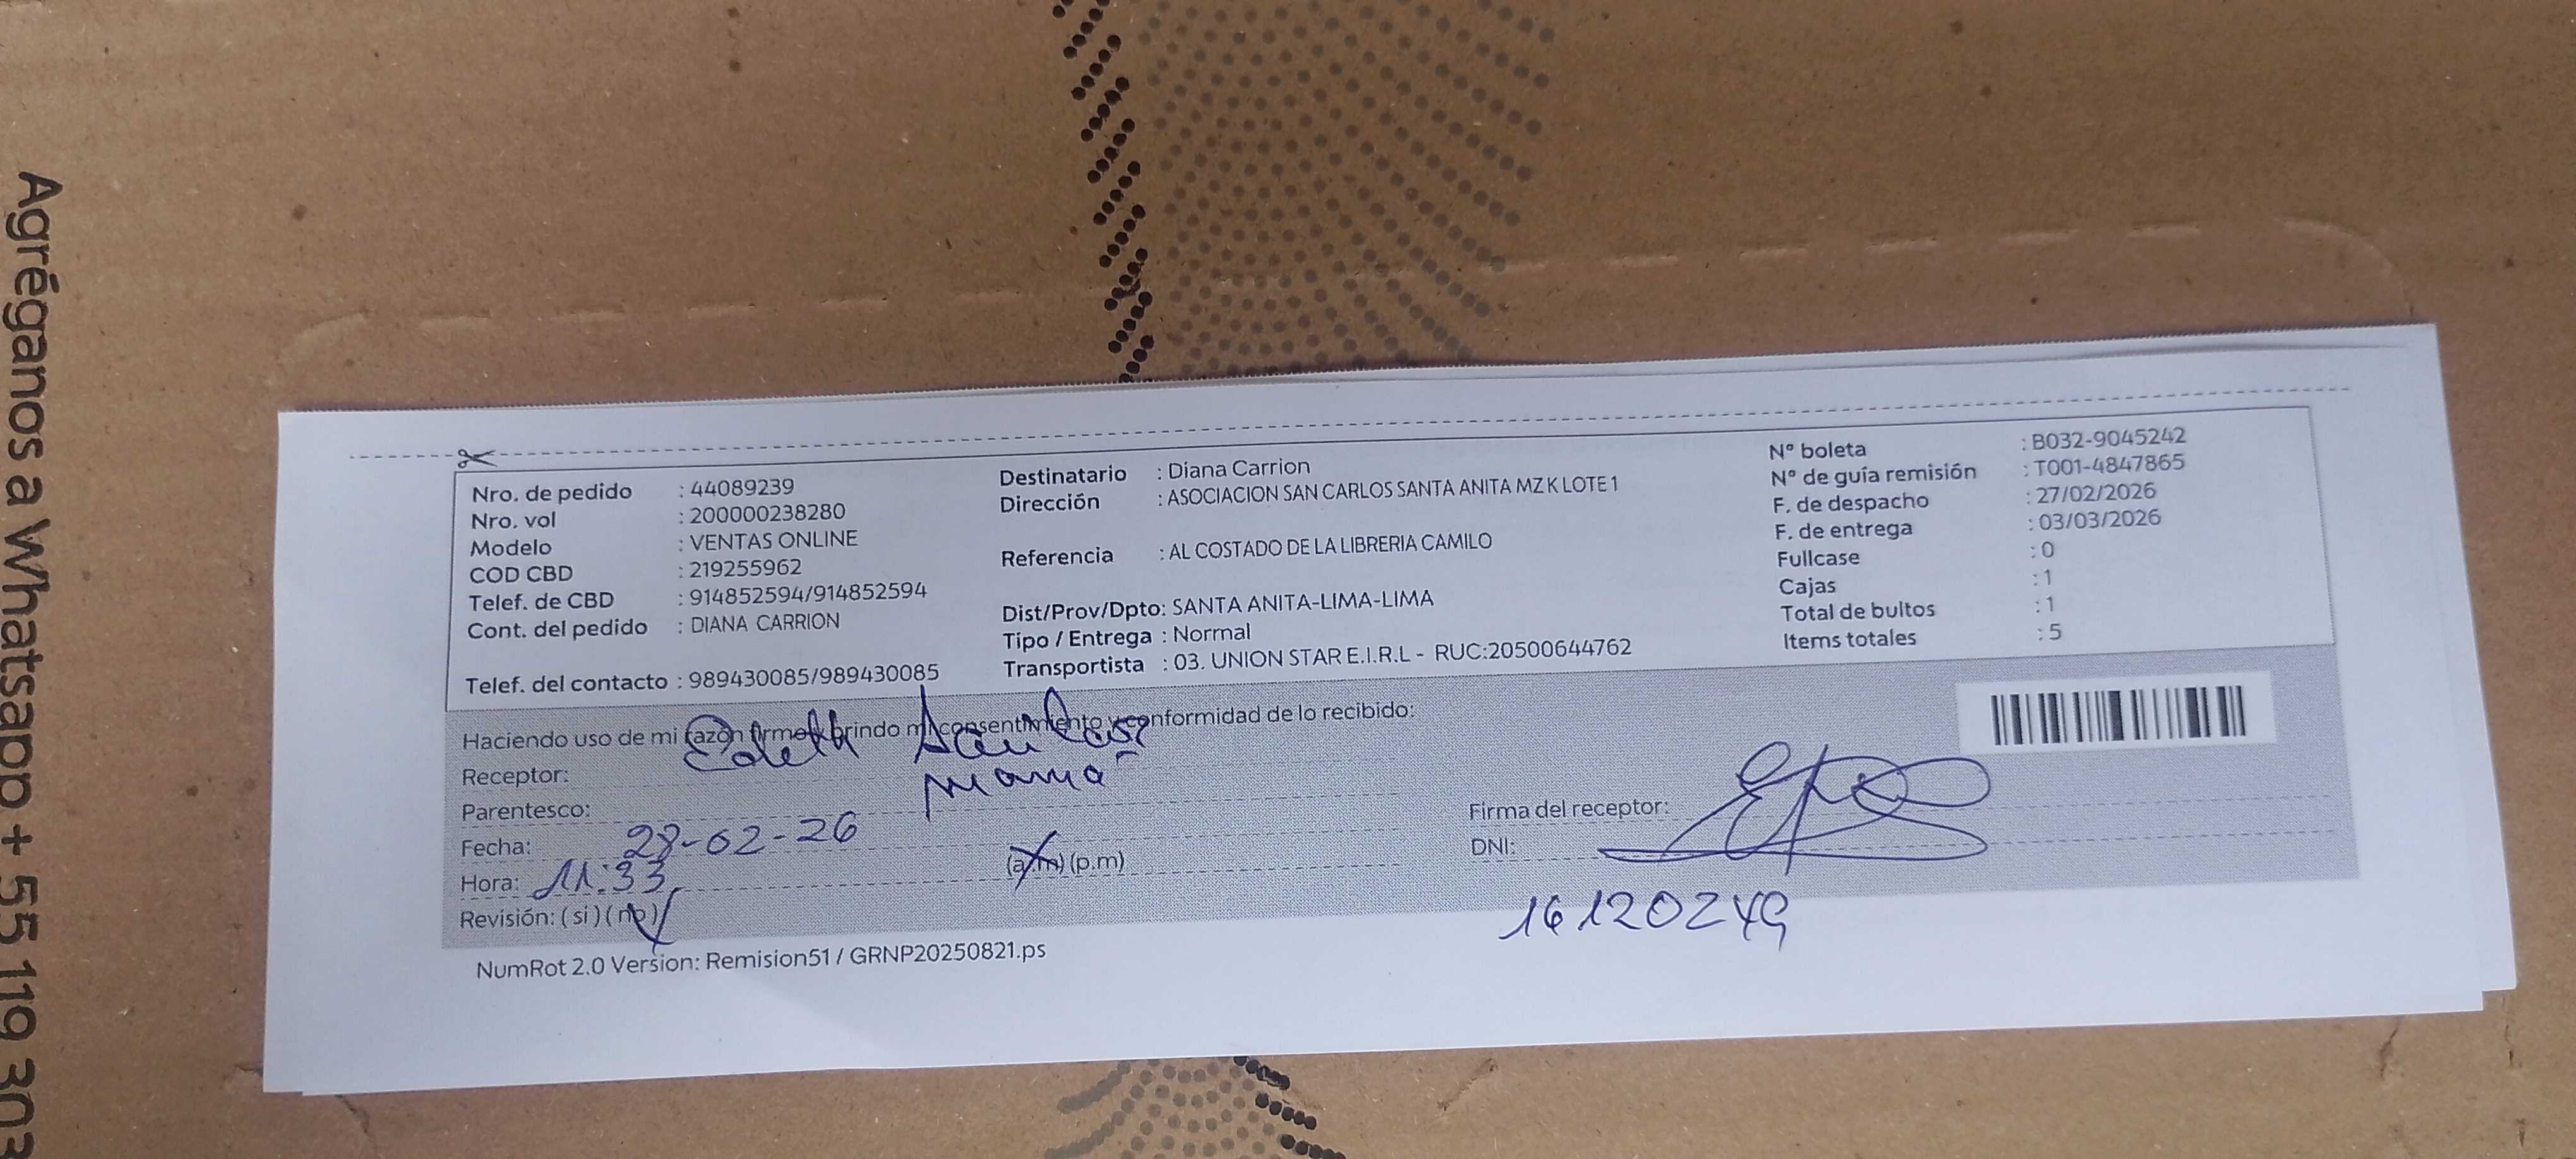 Agréganos a Whatsapp + 55 119 303
Nro. de pedido : 44089239
Nro. vol : 200000238280
Modelo : VENTAS ONLINE
COD CBD : 219255962
Telef. de CBD : 914852594/914852594
Cont. del pedido : DIANA CARRION
Telef. del contacto : 989430085/989430085
Destinatario : Diana Carrion
Dirección : ASOCIACION SAN CARLOS SANTA ANITA MZ K LOTE 1
Referencia : AL COSTADO DE LA LIBRERIA CAMILO
Dist/Prov/Dpto: SANTA ANITA-LIMA-LIMA
Tipo / Entrega : Normal
Transportista : 03. UNION STAR E.I.R.L - RUC:20500644762
Nº boleta : B032-9045242
Nº de guía remisión : T001-4847865
F. de despacho : 27/02/2026
F. de entrega : 03/03/2026
Fullcase : 0
Cajas : 1
Total de bultos : 1
Items totales : 5
Haciendo uso de mi razón firmo y brindo mi consentimiento y conformidad de lo recibido:
Receptor:
Parentesco: mamá
Fecha: 28-02-26
Hora: 11:33 (a.m) (p.m)
Revisión: (si) (no)
Firma del receptor:
DNI:
16120249
NumRot 2.0 Version: Remision51 / GRNP20250821.ps